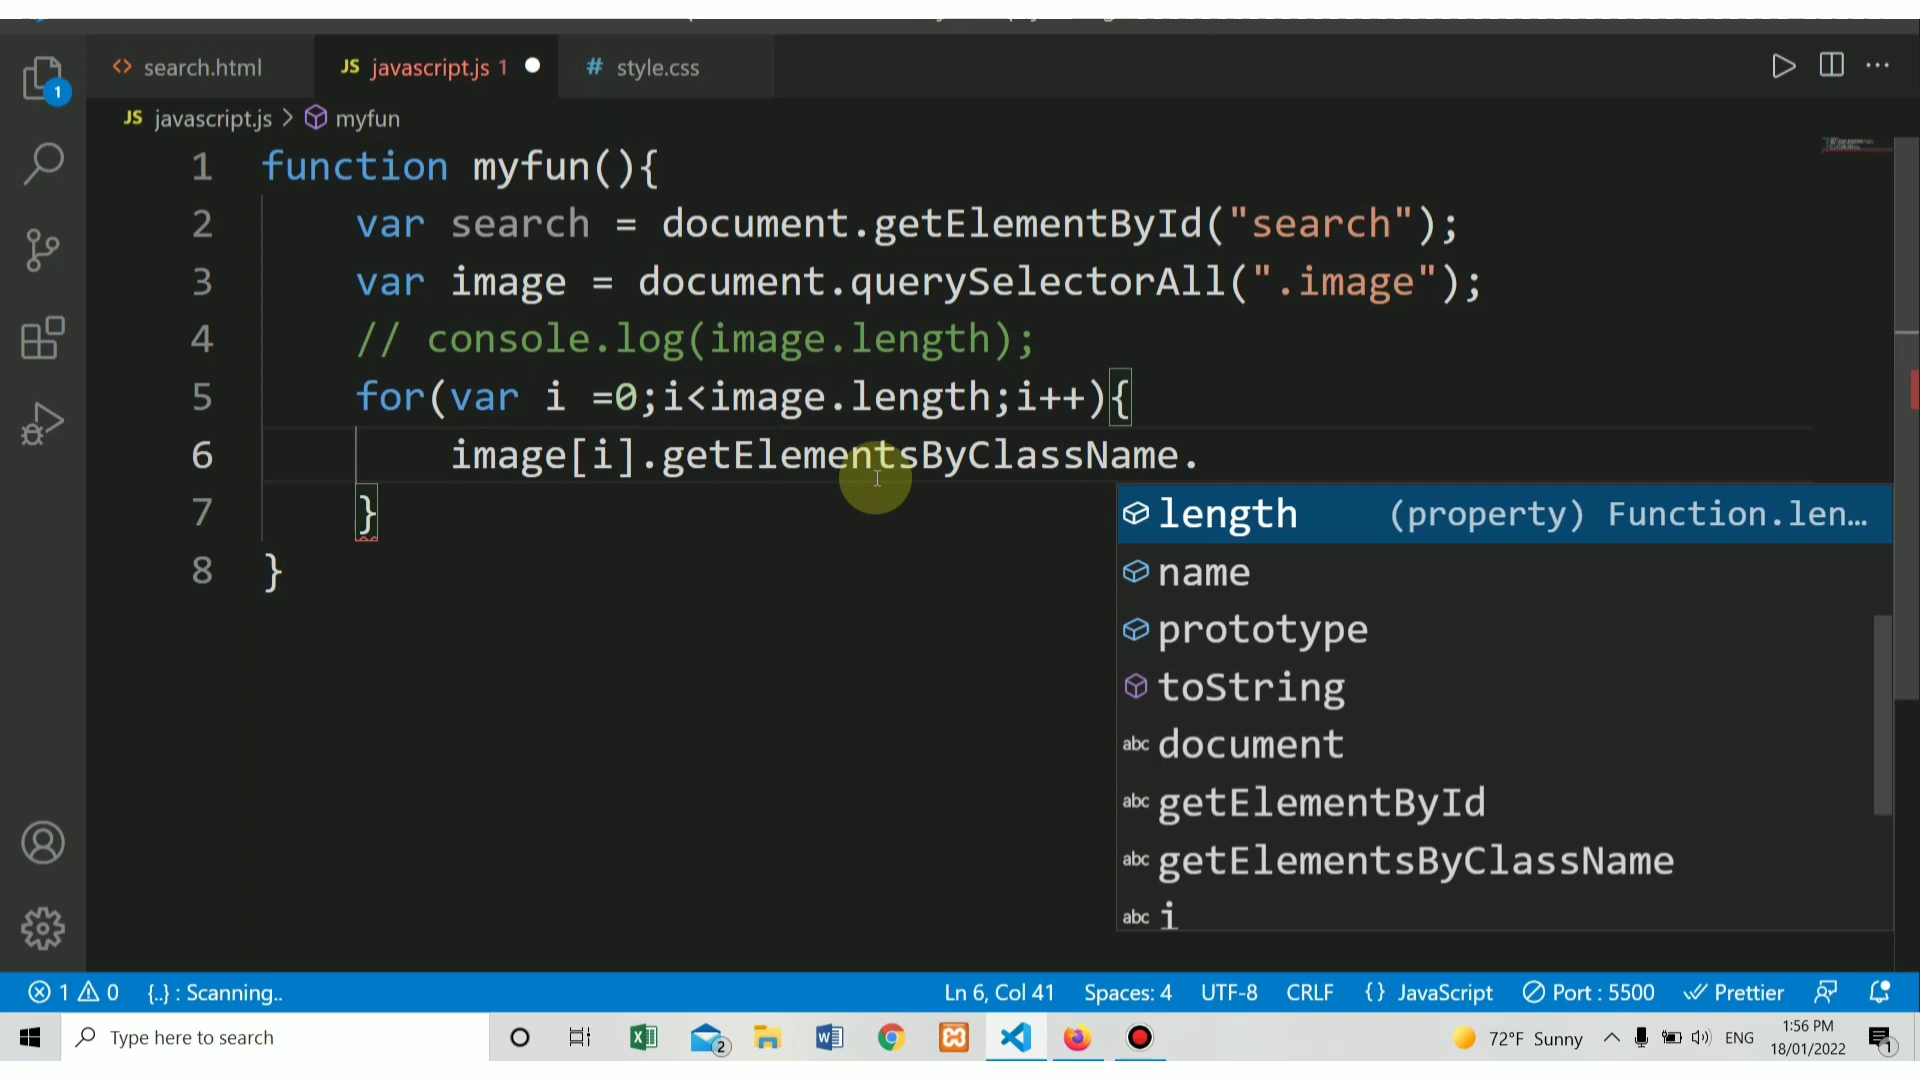 search.html
JS javascript.js 1
# style.css
1
JS javascript.js > myfun
1 function myfun(){
2 var search = document.getElementById("search");
3 var image = document.querySelectorAll(".image");
4 // console.log(image.length);
5 for(var i =0;i<image.length;i++){
6 image[i].getElementsByClassName.
7 }
8 }
length (property) Function.len…
name
prototype
toString
abc document
abc getElementById
abc getElementsByClassName
abc i
1 0 {..} : Scanning.. Ln 6, Col 41 Spaces: 4 UTF-8 CRLF {} JavaScript Port : 5500 Prettier
Type here to search
2
72°F Sunny
ENG
1:56 PM
18/01/2022
1